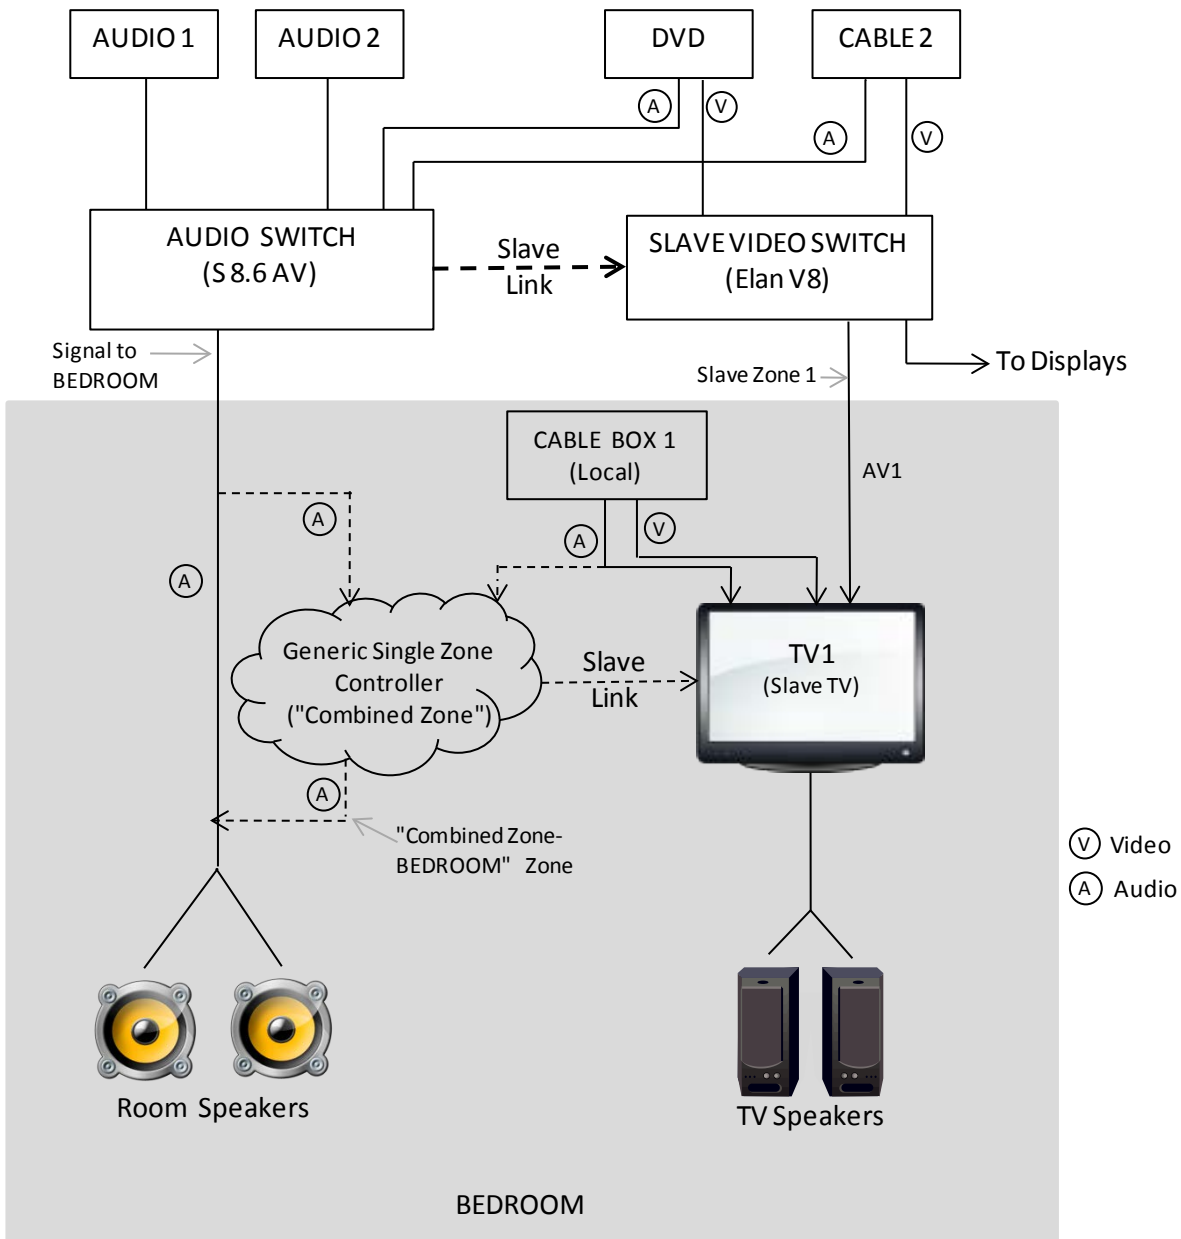 AUDIO 1
AUDIO 2
DVD
CABLE 2
A
V
A
V
AUDIO SWITCH
(S 8.6 AV)
Slave
Link
SLAVE VIDEO SWITCH
(Elan V8)
Signal to
BEDROOM
To Displays
Slave Zone 1
CABLE BOX 1
(Local)
AV1
A
A
V
A
Generic Single Zone
Controller
("Combined Zone")
Slave
Link
TV1
(Slave TV)
A
"Combined Zone-
BEDROOM" Zone
V Video
A Audio
Room Speakers
TV Speakers
BEDROOM